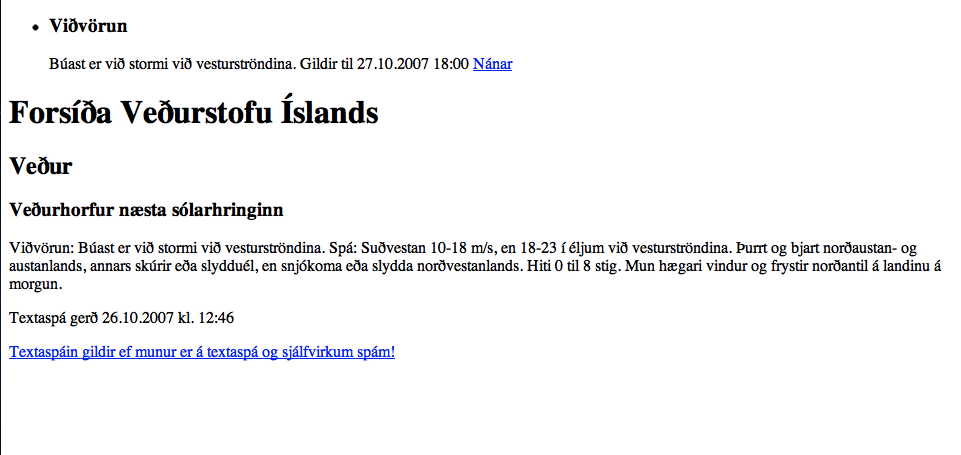 Viðvörun
Búast er við stormi við vesturströndina. Gildir til 27.10.2007 18:00 Nánar
Forsíða Veðurstofu Íslands
Veður
Veðurhorfur næsta sólarhringinn
Viðvörun: Búast er við stormi við vesturströndina. Spá: Suðvestan 10-18 m/s, en 18-23 í éljum við vesturströndina. Þurrt og bjart norðaustan- og
austanlands, annars skúrir eða slydduél, en snjókoma eða slydda norðvestanlands. Hiti 0 til 8 stig. Mun hægari vindur og frystir norðantil á landinu á
morgun.
Textaspá gerð 26.10.2007 kl. 12:46
Textaspáin gildir ef munur er á textaspá og sjálfvirkum spám!